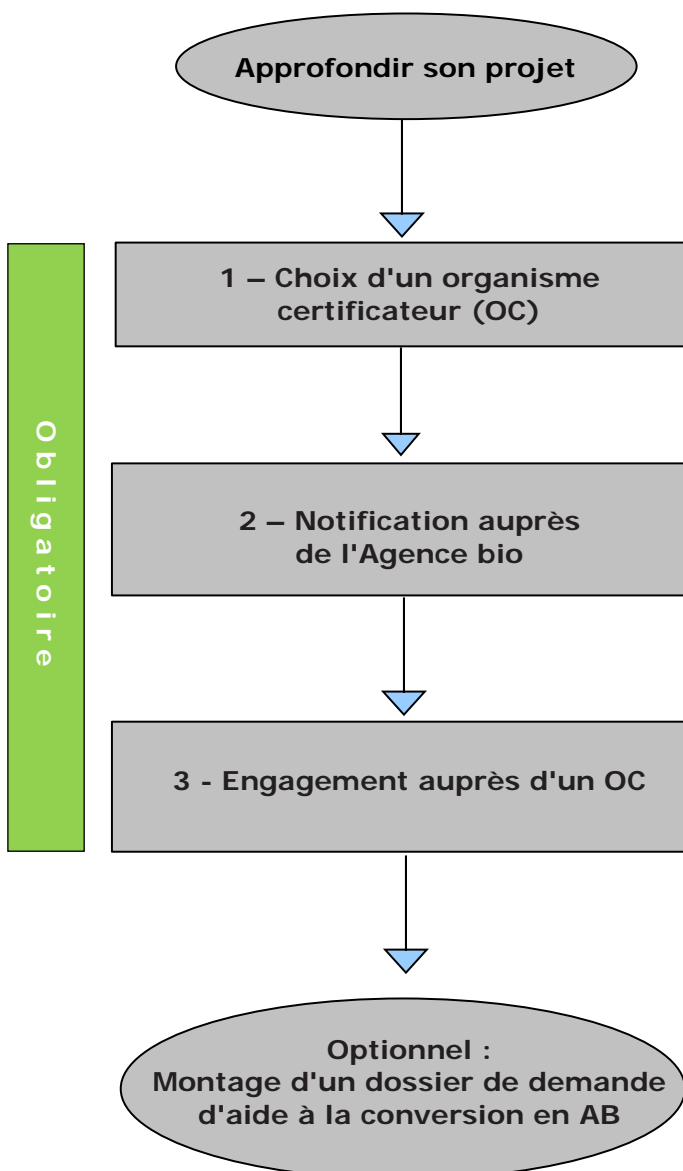 Approfondir son projet
1 – Choix d'un organisme
certificateur (OC)
Obligatoire
2 – Notification auprès
de l'Agence bio
3 - Engagement auprès d'un OC
Optionnel :
Montage d'un dossier de demande
d'aide à la conversion en AB